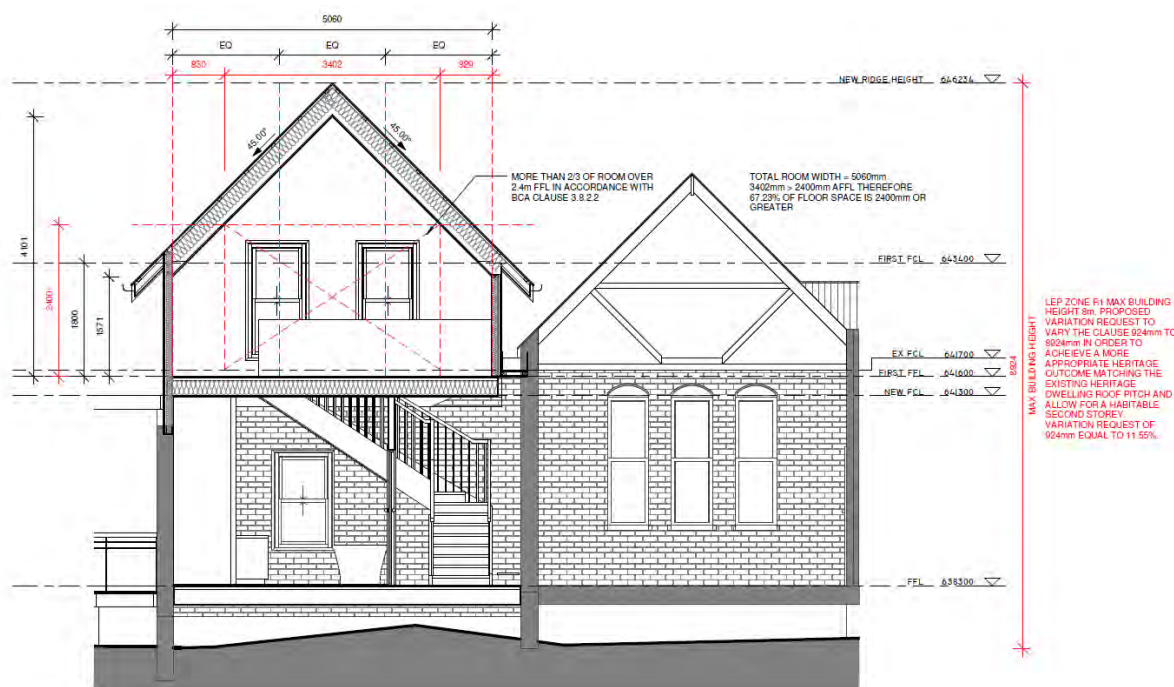 5060
EQ EQ EQ
830 3402 829
NEW RIDGE HEIGHT 646234
45.00° 45.00°
MORE THAN 2/3 OF ROOM OVER
2.4m FFL IN ACCORDANCE WITH
BCA CLAUSE 3.8.2.2
TOTAL ROOM WIDTH = 5060mm
3402mm > 2400mm AFFL THEREFORE
67.23% OF FLOOR SPACE IS 2400mm OR
GREATER
4101
2400
1800
1571
FIRST FCL 643400
EX FCL 641700
FIRST FFL 641600
NEW FCL 641300
FFL 638300
MAX BUILDING HEIGHT
8924
LEP ZONE R1 MAX BUILDING
HEIGHT 8m. PROPOSED
VARIATION REQUEST TO
VARY THE CLAUSE 924mm TO
8924mm IN ORDER TO
ACHEIEVE A MORE
APPROPRIATE HERITAGE
OUTCOME MATCHING THE
EXISTING HERITAGE
DWELLING ROOF PITCH AND
ALLOW FOR A HABITABLE
SECOND STOREY.
VARIATION REQUEST OF
924mm EQUAL TO 11.55%.